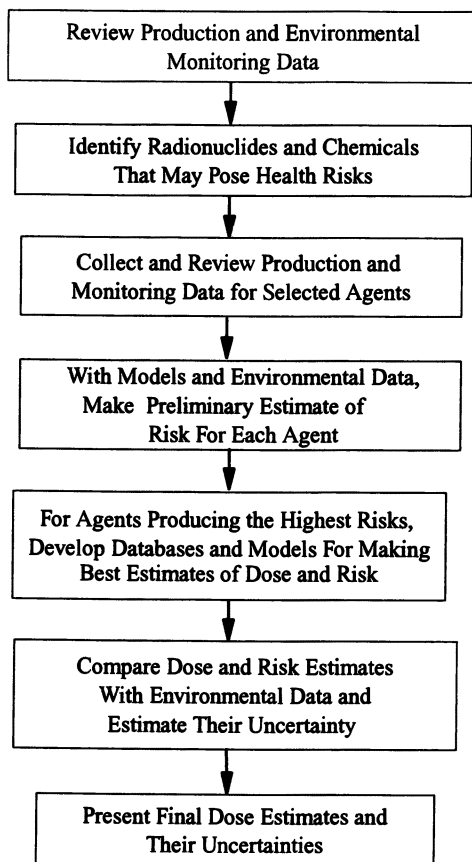 Review Production and Environmental
Monitoring Data
Identify Radionuclides and Chemicals
That May Pose Health Risks
Collect and Review Production and
Monitoring Data for Selected Agents
With Models and Environmental Data,
Make Preliminary Estimate of
Risk For Each Agent
For Agents Producing the Highest Risks,
Develop Databases and Models For Making
Best Estimates of Dose and Risk
Compare Dose and Risk Estimates
With Environmental Data and
Estimate Their Uncertainty
Present Final Dose Estimates and
Their Uncertainties